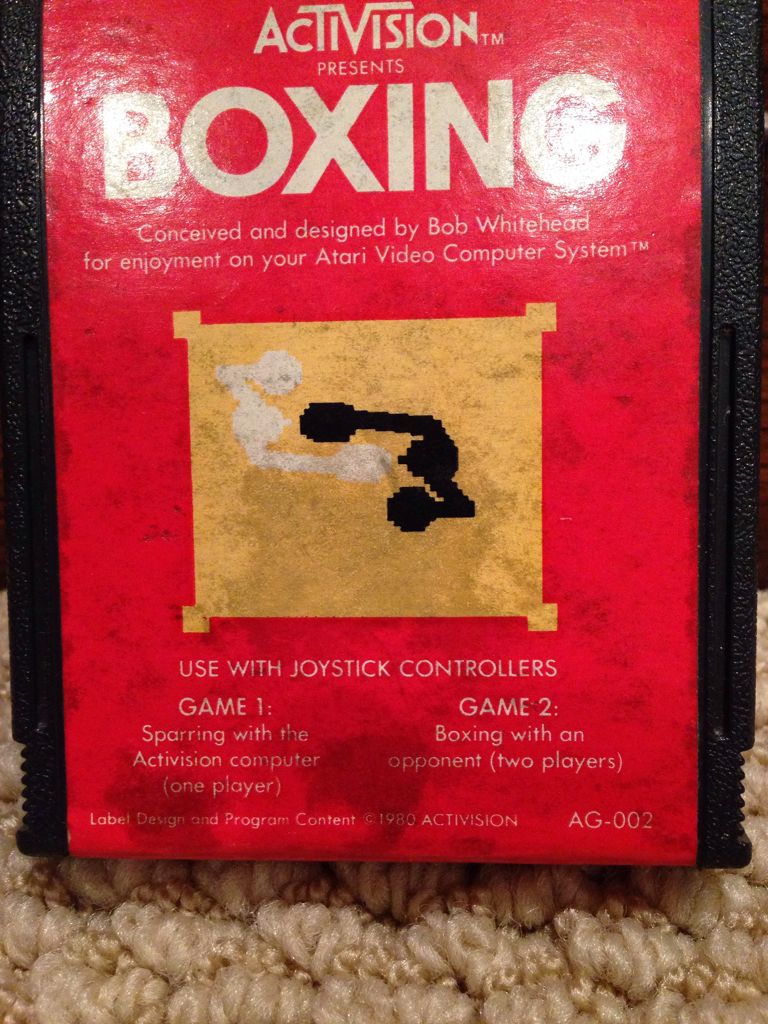 ACTIVISION™
PRESENTS
BOXING
Conceived and designed by Bob Whitehead
for enjoyment on your Atari Video Computer System™
USE WITH JOYSTICK CONTROLLERS
GAME 1:
Sparring with the
Activision computer
(one player)
GAME 2:
Boxing with an
opponent (two players)
Label Design and Program Content ©1980 ACTIVISION
AG-002